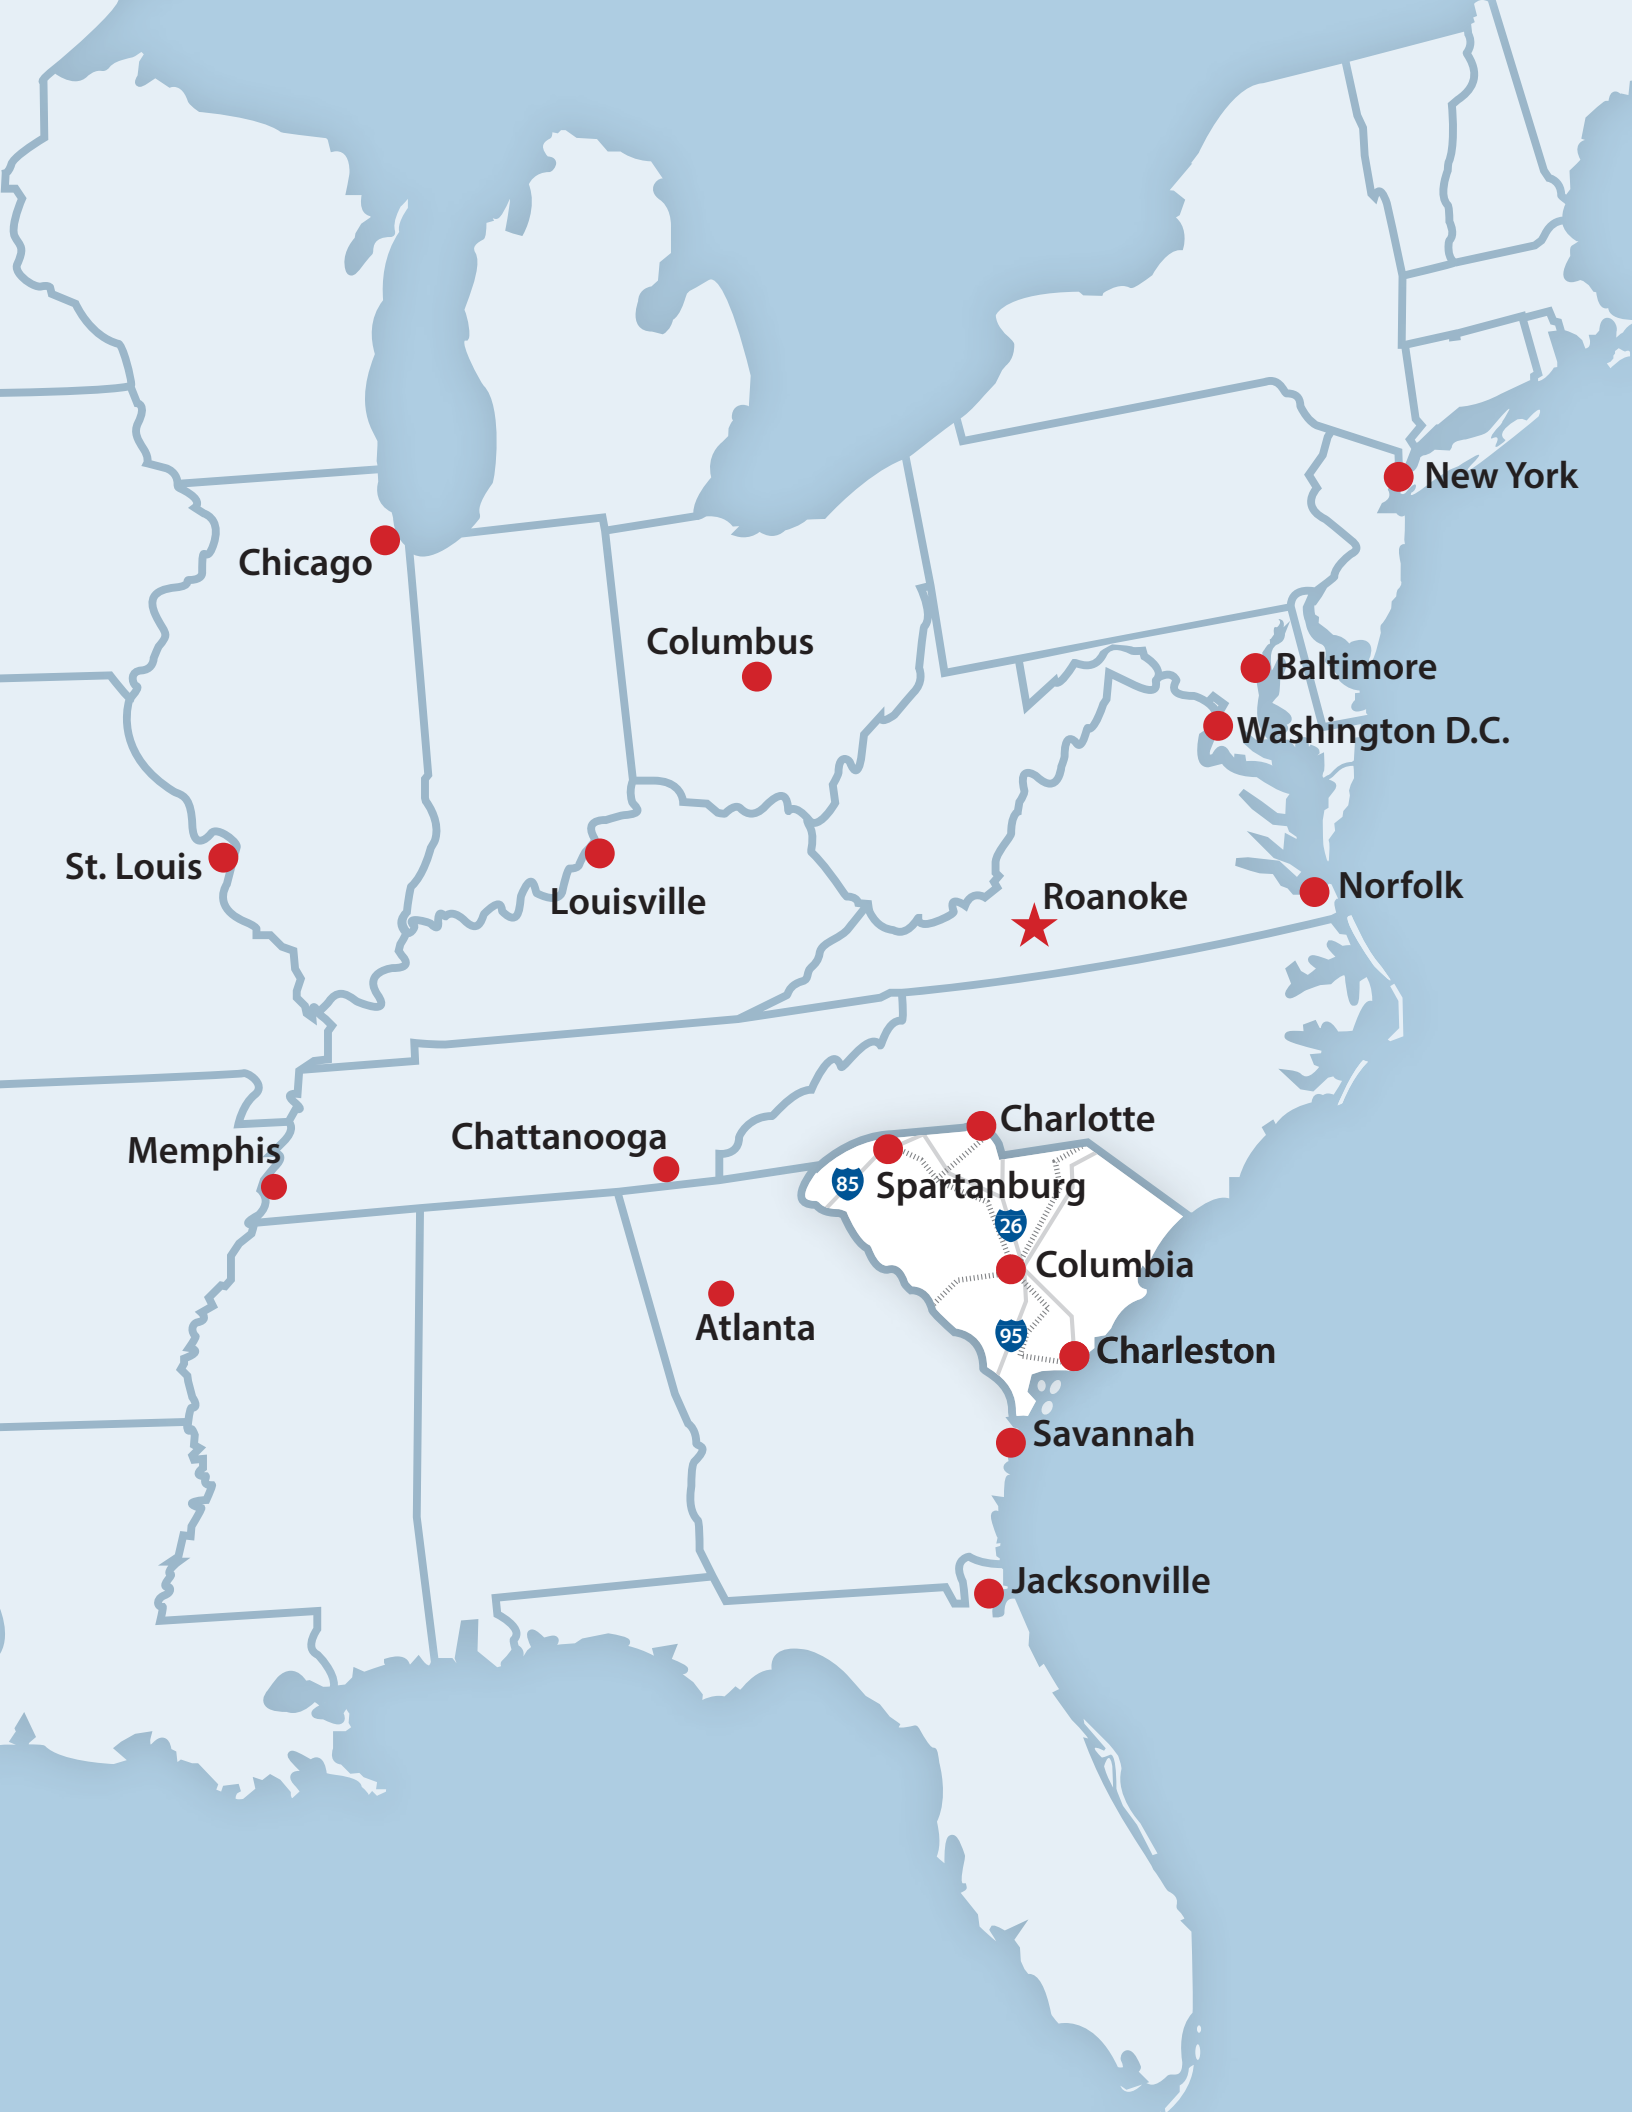 New York
Chicago
Columbus
Baltimore
Washington D.C.
St. Louis
Louisville
Roanoke
Norfolk
Charlotte
Chattanooga
Memphis
85
Spartanburg
26
Columbia
Atlanta
95
Charleston
Savannah
Jacksonville